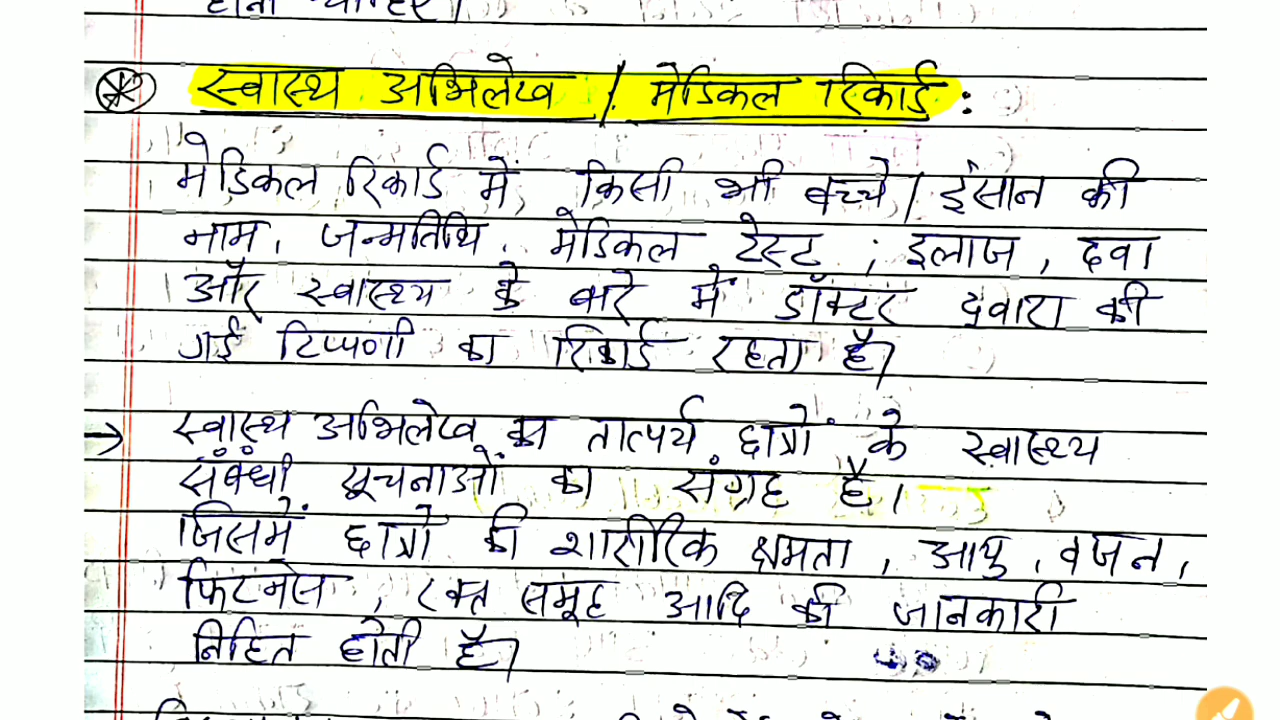 स्वास्थ अभिलेख / मेडिकल रिकार्ड :
मेडिकल रिकार्ड में किसी भी बच्चे / इंसान की
नाम, जन्मतिथि, मेडिकल टेस्ट, इलाज, दवा
और स्वास्थ्य के बारे में डॉक्टर द्वारा की
गई टिप्पणी का रिकार्ड रहता है।
→ स्वास्थ अभिलेख का तात्पर्य छात्रों के स्वास्थ्य
संबंधी सूचनाओं का संग्रह है।
जिसमें छात्रों की शारीरिक क्षमता, आयु, वजन,
फिटनेस, रक्त समूह आदि की जानकारी
निहित होती है।